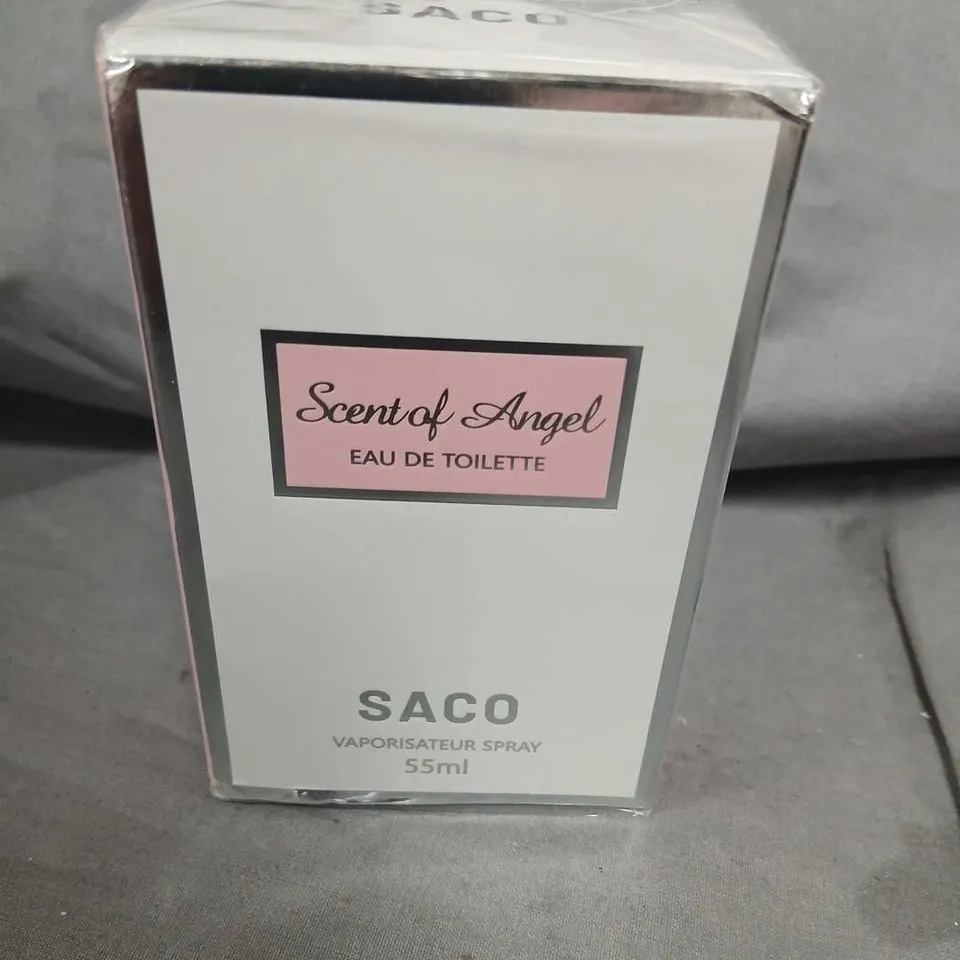 SACO
Scent of Angel
EAU DE TOILETTE
SACO
VAPORISATEUR SPRAY
55ml